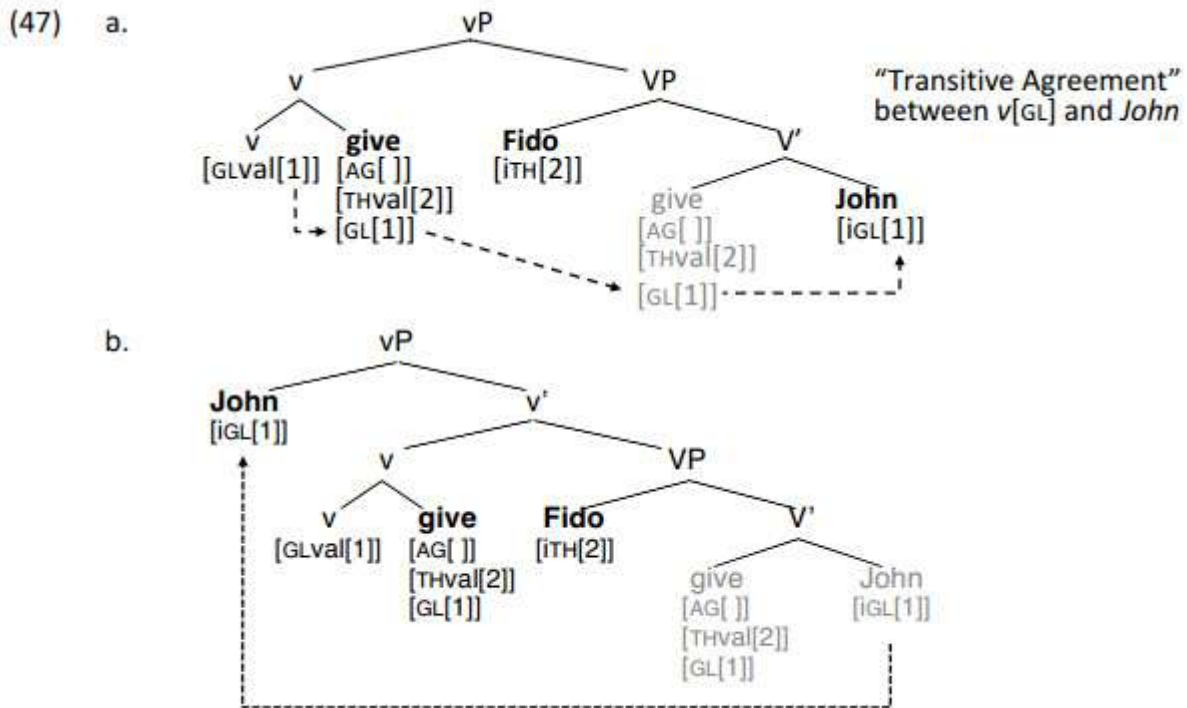 (47) a. vP
v VP
"Transitive Agreement"
between v[GL] and John
v give Fido V'
[GLval[1]] [AG[ ]] [iTH[2]]
[THval[2]] give John
[GL[1]] [AG[ ]] [iGL[1]]
[THval[2]]
[GL[1]]
b. vP
John v'
[iGL[1]]
v VP
v give Fido V'
[GLval[1]] [AG[ ]] [iTH[2]]
[THval[2]] give John
[GL[1]] [AG[ ]] [iGL[1]]
[THval[2]]
[GL[1]]